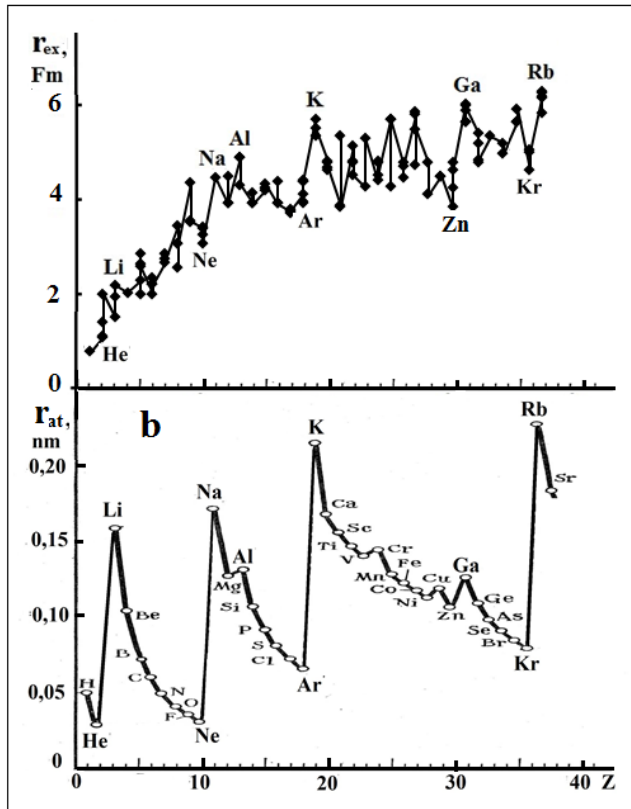 r_ex,
Fm
6
4
2
0
He
Li
Ne
Na
Al
Ar
K
Zn
Ga
Kr
Rb
b
r_at,
nm
0,20
0,15
0,10
0,05
0
H
He
Li
Be
B
C
N
O
F
Ne
Na
Mg
Al
Si
P
S
Cl
Ar
K
Ca
Sc
Ti
V
Cr
Mn
Fe
Co
Ni
Cu
Zn
Ga
Ge
As
Se
Br
Kr
Rb
Sr
0 10 20 30 40 Z